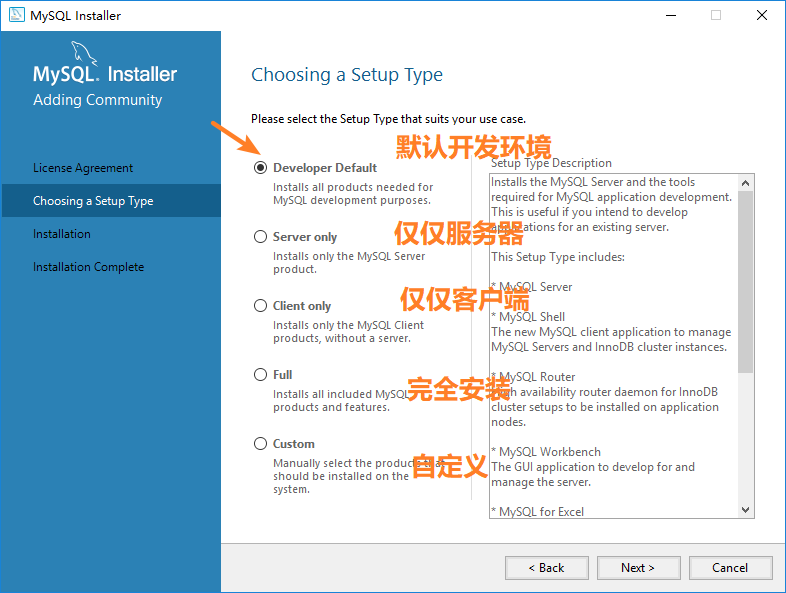 MySQL Installer
MySQL. Installer
Adding Community
License Agreement
Choosing a Setup Type
Installation
Installation Complete
Choosing a Setup Type
Please select the Setup Type that suits your use case.
默认开发环境
Developer Default
Installs all products needed for
MySQL development purposes.
仅仅服务器
Server only
Installs only the MySQL Server
product.
仅仅客户端
Client only
Installs only the MySQL Client
products, without a server.
完全安装
Full
Installs all included MySQL
products and features.
自定义
Custom
Manually select the products that
should be installed on the
system.
Setup Type Description
Installs the MySQL Server and the tools
required for MySQL application development.
This is useful if you intend to develop
applications for an existing server.
This Setup Type includes:
* MySQL Server
* MySQL Shell
The new MySQL client application to manage
MySQL Servers and InnoDB cluster instances.
* MySQL Router
High availability router daemon for InnoDB
cluster setups to be installed on application
nodes.
* MySQL Workbench
The GUI application to develop for and
manage the server.
* MySQL for Excel
< Back
Next >
Cancel